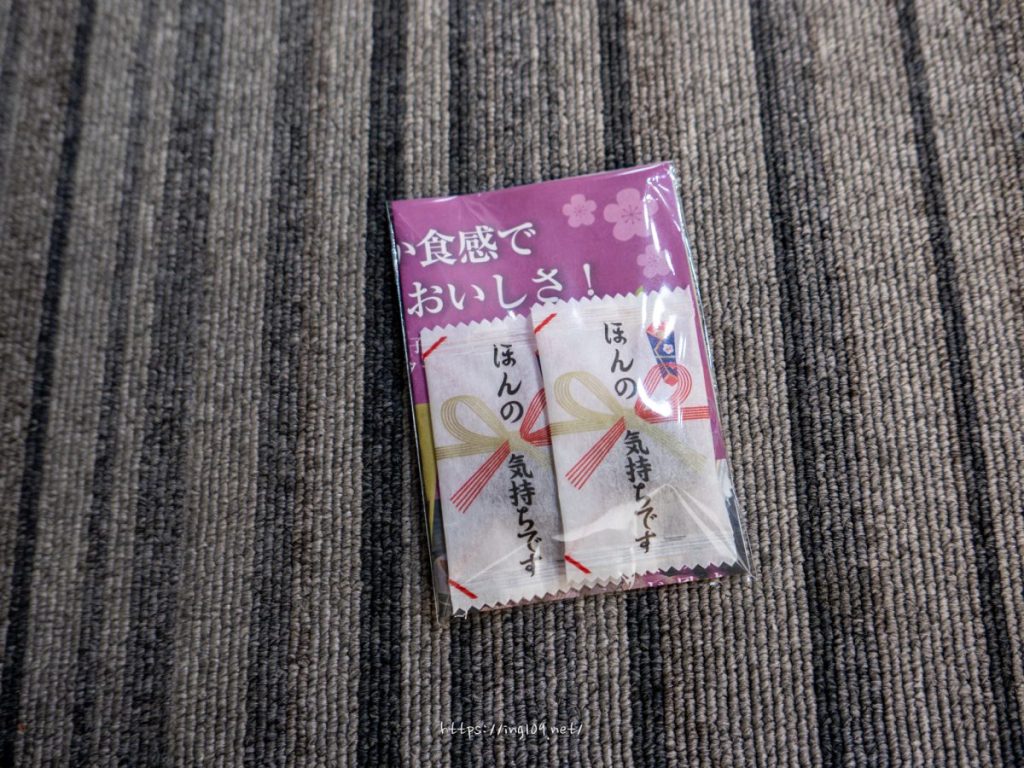 い食感で
おいしさ！
ほんの
気持ちです
ほんの
気持ちです
https://ing109.net/